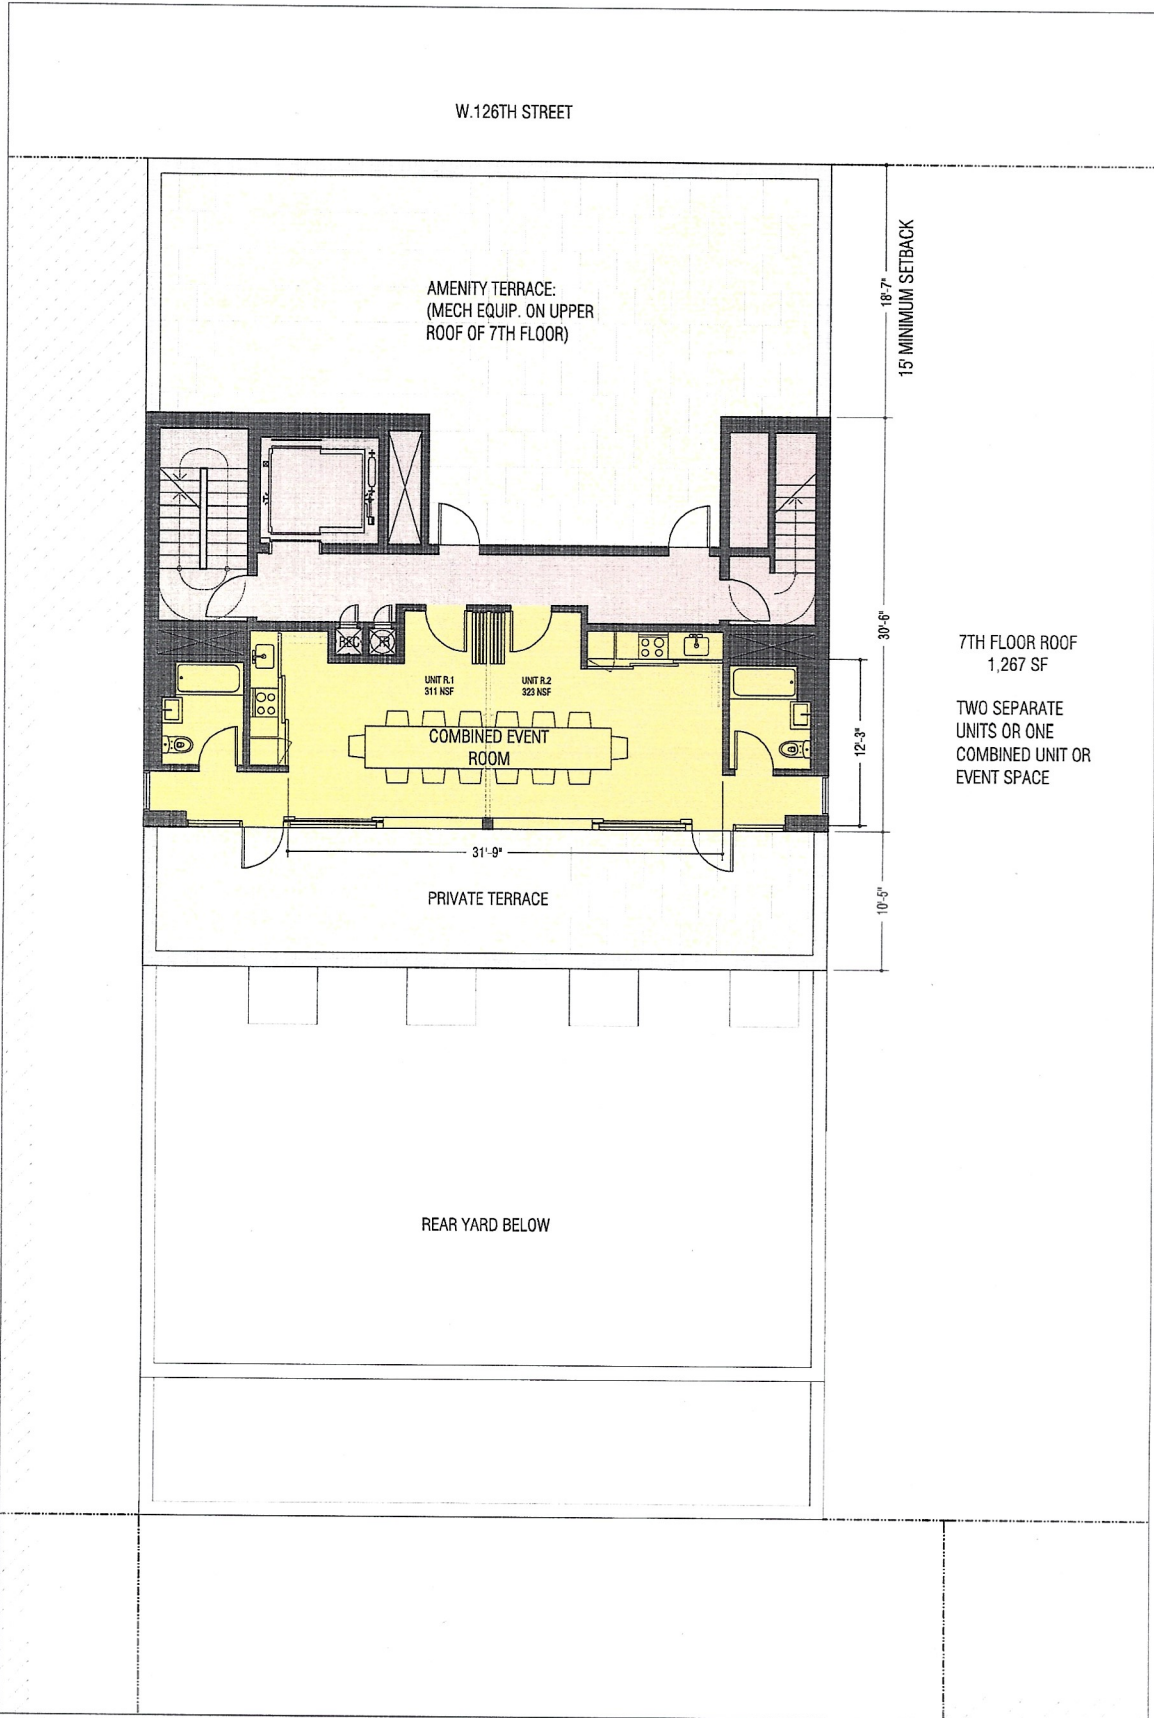 W.126TH STREET
AMENITY TERRACE:
(MECH EQUIP. ON UPPER
ROOF OF 7TH FLOOR)
18'-7"
15' MINIMUM SETBACK
30'-6"
REC
TR
UNIT R.1
311 NSF
UNIT R.2
323 NSF
COMBINED EVENT
ROOM
12'-3"
7TH FLOOR ROOF
1,267 SF
TWO SEPARATE
UNITS OR ONE
COMBINED UNIT OR
EVENT SPACE
31'-9"
PRIVATE TERRACE
10'-5"
REAR YARD BELOW